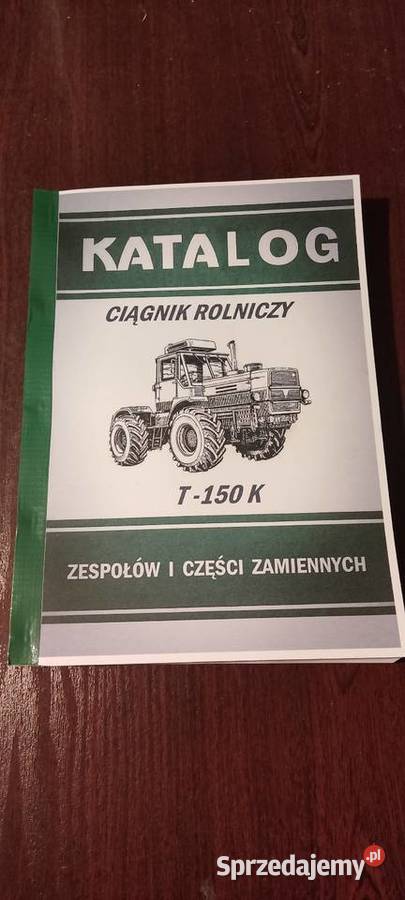 KATALOG
CIĄGNIK ROLNICZY
T-150 K
ZESPOŁÓW I CZĘŚCI ZAMIENNYCH
Sprzedajemy.pl